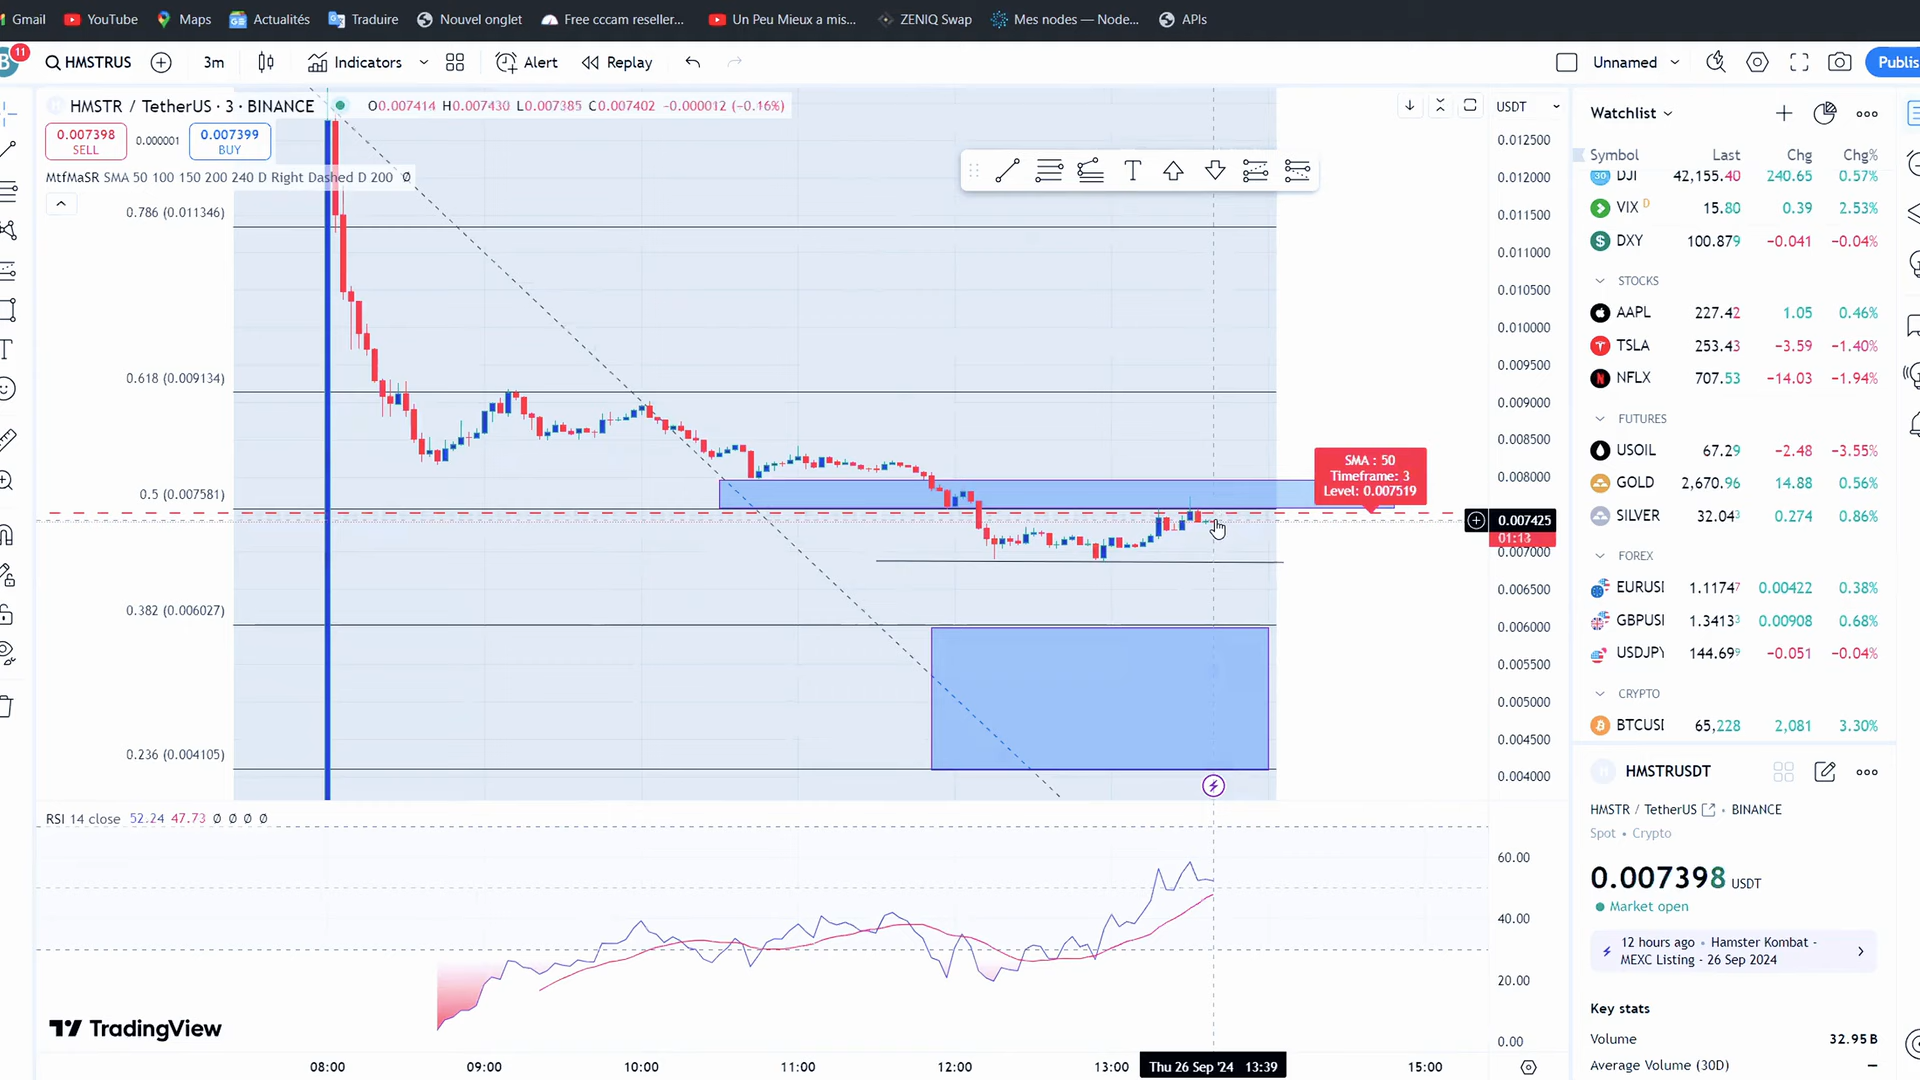 Gmail YouTube Maps Actualités Traduire Nouvel onglet Free cccam reseller... Un Peu Mieux a mis... ZENIQ Swap Mes nodes — Node... APIs
11 HMSTRUS 3m Indicators Alert Replay Unnamed Publis
HMSTR / TetherUS · 3 · BINANCE O0.007414 H0.007430 L0.007385 C0.007402 −0.000012 (−0.16%)
USDT
0.007398
SELL
0.000001
0.007399
BUY
MtfMaSR SMA 50 100 150 200 240 D Right Dashed D 200 Ø
0.786 (0.011346)
0.618 (0.009134)
0.5 (0.007581)
0.382 (0.006027)
0.236 (0.004105)
SMA : 50
Timeframe: 3
Level: 0.007519
0.012500
0.012000
0.011500
0.011000
0.010500
0.010000
0.009500
0.009000
0.008500
0.008000
0.007425
01:13
0.007000
0.006500
0.006000
0.005500
0.005000
0.004500
0.004000
RSI 14 close 52.24 47.73 Ø Ø Ø Ø
60.00
40.00
20.00
0.00
TradingView
08:00 09:00 10:00 11:00 12:00 13:00 Thu 26 Sep '24 13:39 15:00
Watchlist
Symbol Last Chg Chg%
DJI 42,155.40 240.65 0.57%
VIX D 15.80 0.39 2.53%
DXY 100.879 −0.041 −0.04%
STOCKS
AAPL 227.42 1.05 0.46%
TSLA 253.43 −3.59 −1.40%
NFLX 707.53 −14.03 −1.94%
FUTURES
USOIL 67.29 −2.48 −3.55%
GOLD 2,670.96 14.88 0.56%
SILVER 32.043 0.274 0.86%
FOREX
EURUSI 1.11747 0.00422 0.38%
GBPUSI 1.34133 0.00908 0.68%
USDJPY 144.699 −0.051 −0.04%
CRYPTO
BTCUSI 65,228 2,081 3.30%
HMSTRUSDT
HMSTR / TetherUS BINANCE
Spot • Crypto
0.007398 USDT
Market open
12 hours ago • Hamster Kombat -
MEXC Listing - 26 Sep 2024
Key stats
Volume 32.95B
Average Volume (30D) —